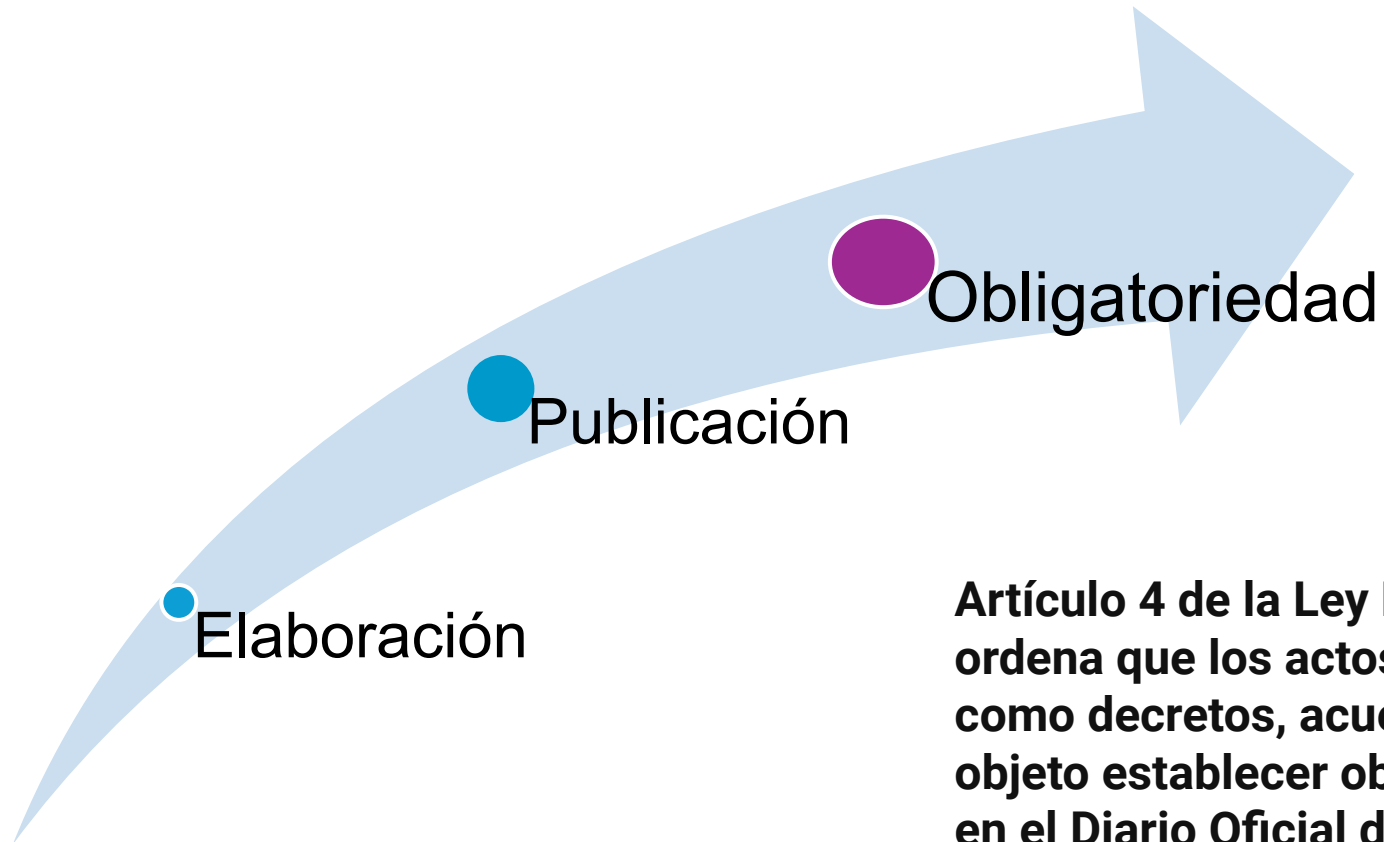 Obligatoriedad
Publicación
Elaboración
Artículo 4 de la Ley
ordena que los actos
como decretos, acue
objeto establecer ob
en el Diario Oficial d